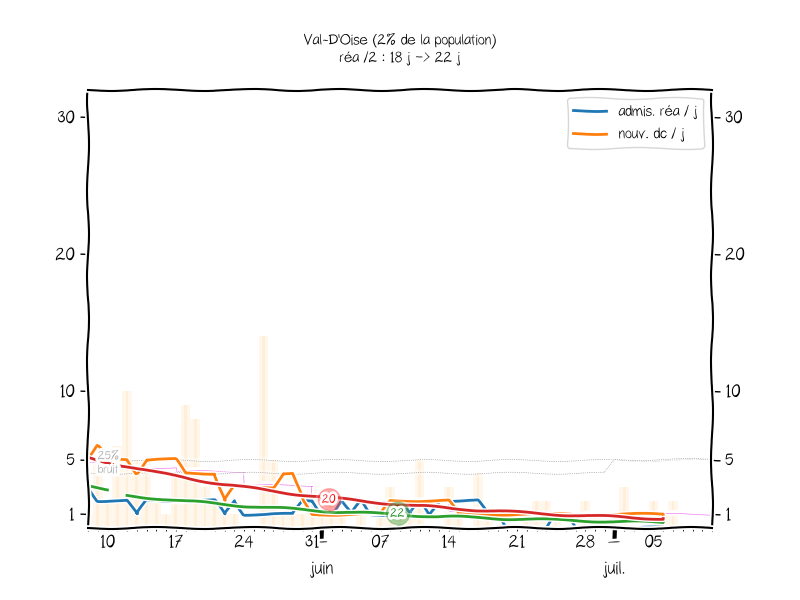 Val-D'Oise (2% de la population)
réa /2 : 18 j -> 22 j
admis. réa / j
nouv. dc / j
30
30
20
20
10
10
5
5
1
1
25%
bruit
20
22
10 17 24 31 07 14 21 28 05
juin juil.